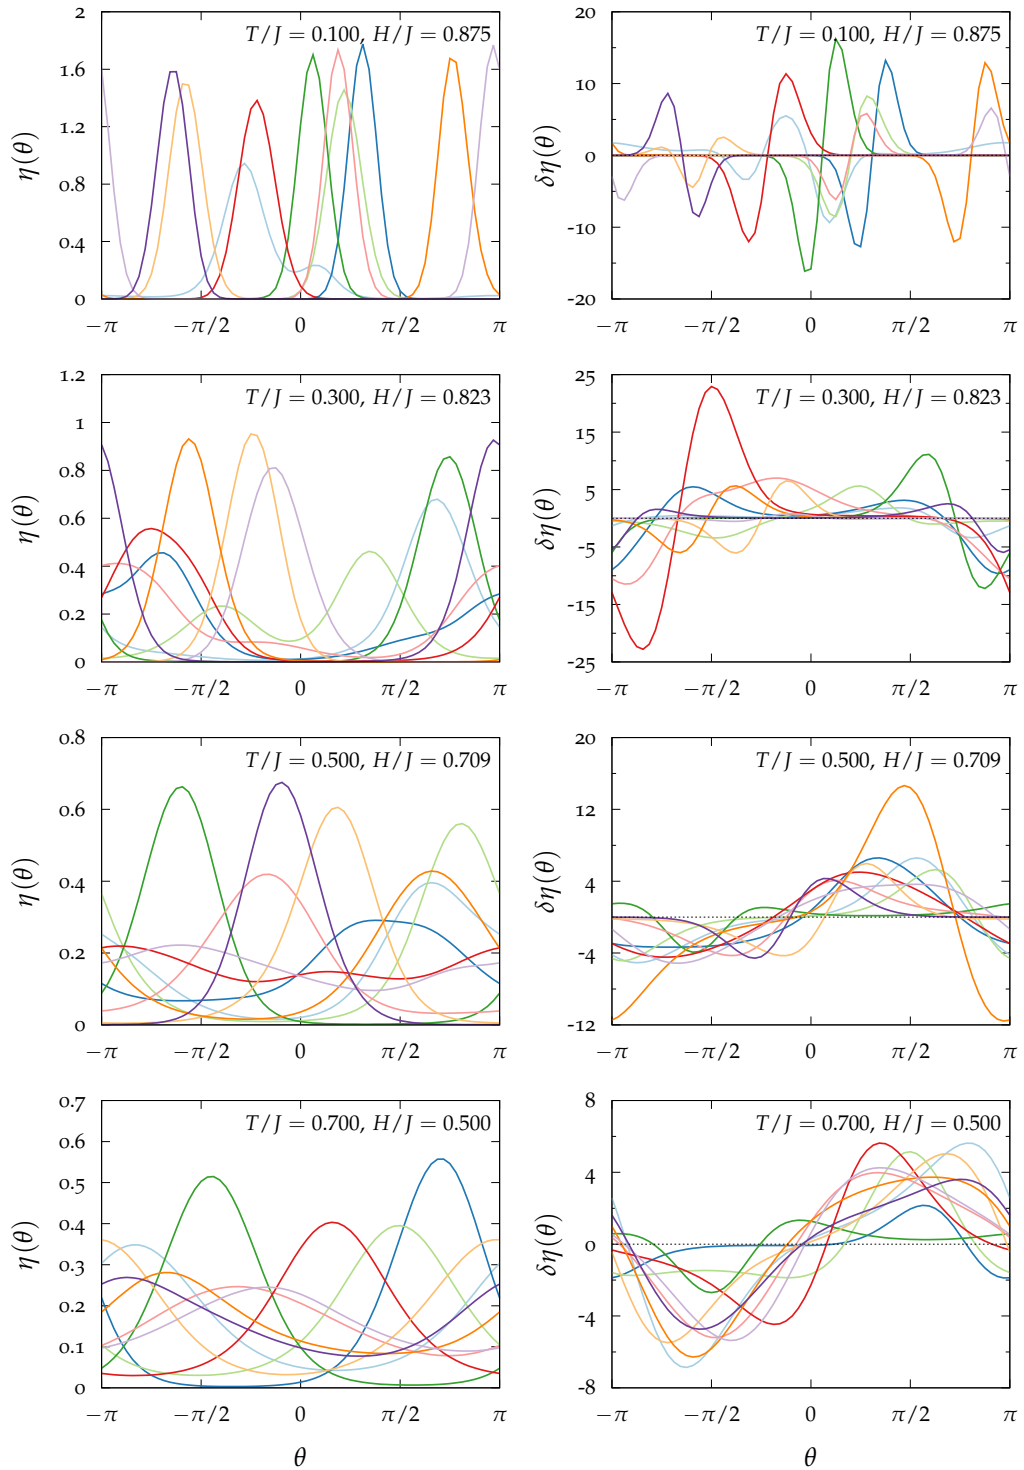 T/J = 0.100, H/J = 0.875
2
1.6
1.2
0.8
0.4
0
η(θ)
−π
−π/2
0
π/2
π
T/J = 0.100, H/J = 0.875
20
10
0
-10
-20
δη(θ)
−π
−π/2
0
π/2
π
T/J = 0.300, H/J = 0.823
1.2
1
0.8
0.6
0.4
0.2
0
η(θ)
−π
−π/2
0
π/2
π
T/J = 0.300, H/J = 0.823
25
15
5
-5
-15
-25
δη(θ)
−π
−π/2
0
π/2
π
T/J = 0.500, H/J = 0.709
0.8
0.6
0.4
0.2
0
η(θ)
−π
−π/2
0
π/2
π
T/J = 0.500, H/J = 0.709
20
12
4
-4
-12
δη(θ)
−π
−π/2
0
π/2
π
T/J = 0.700, H/J = 0.500
0.7
0.6
0.5
0.4
0.3
0.2
0.1
0
η(θ)
−π
−π/2
0
π/2
π
θ
T/J = 0.700, H/J = 0.500
8
4
0
-4
-8
δη(θ)
−π
−π/2
0
π/2
π
θ